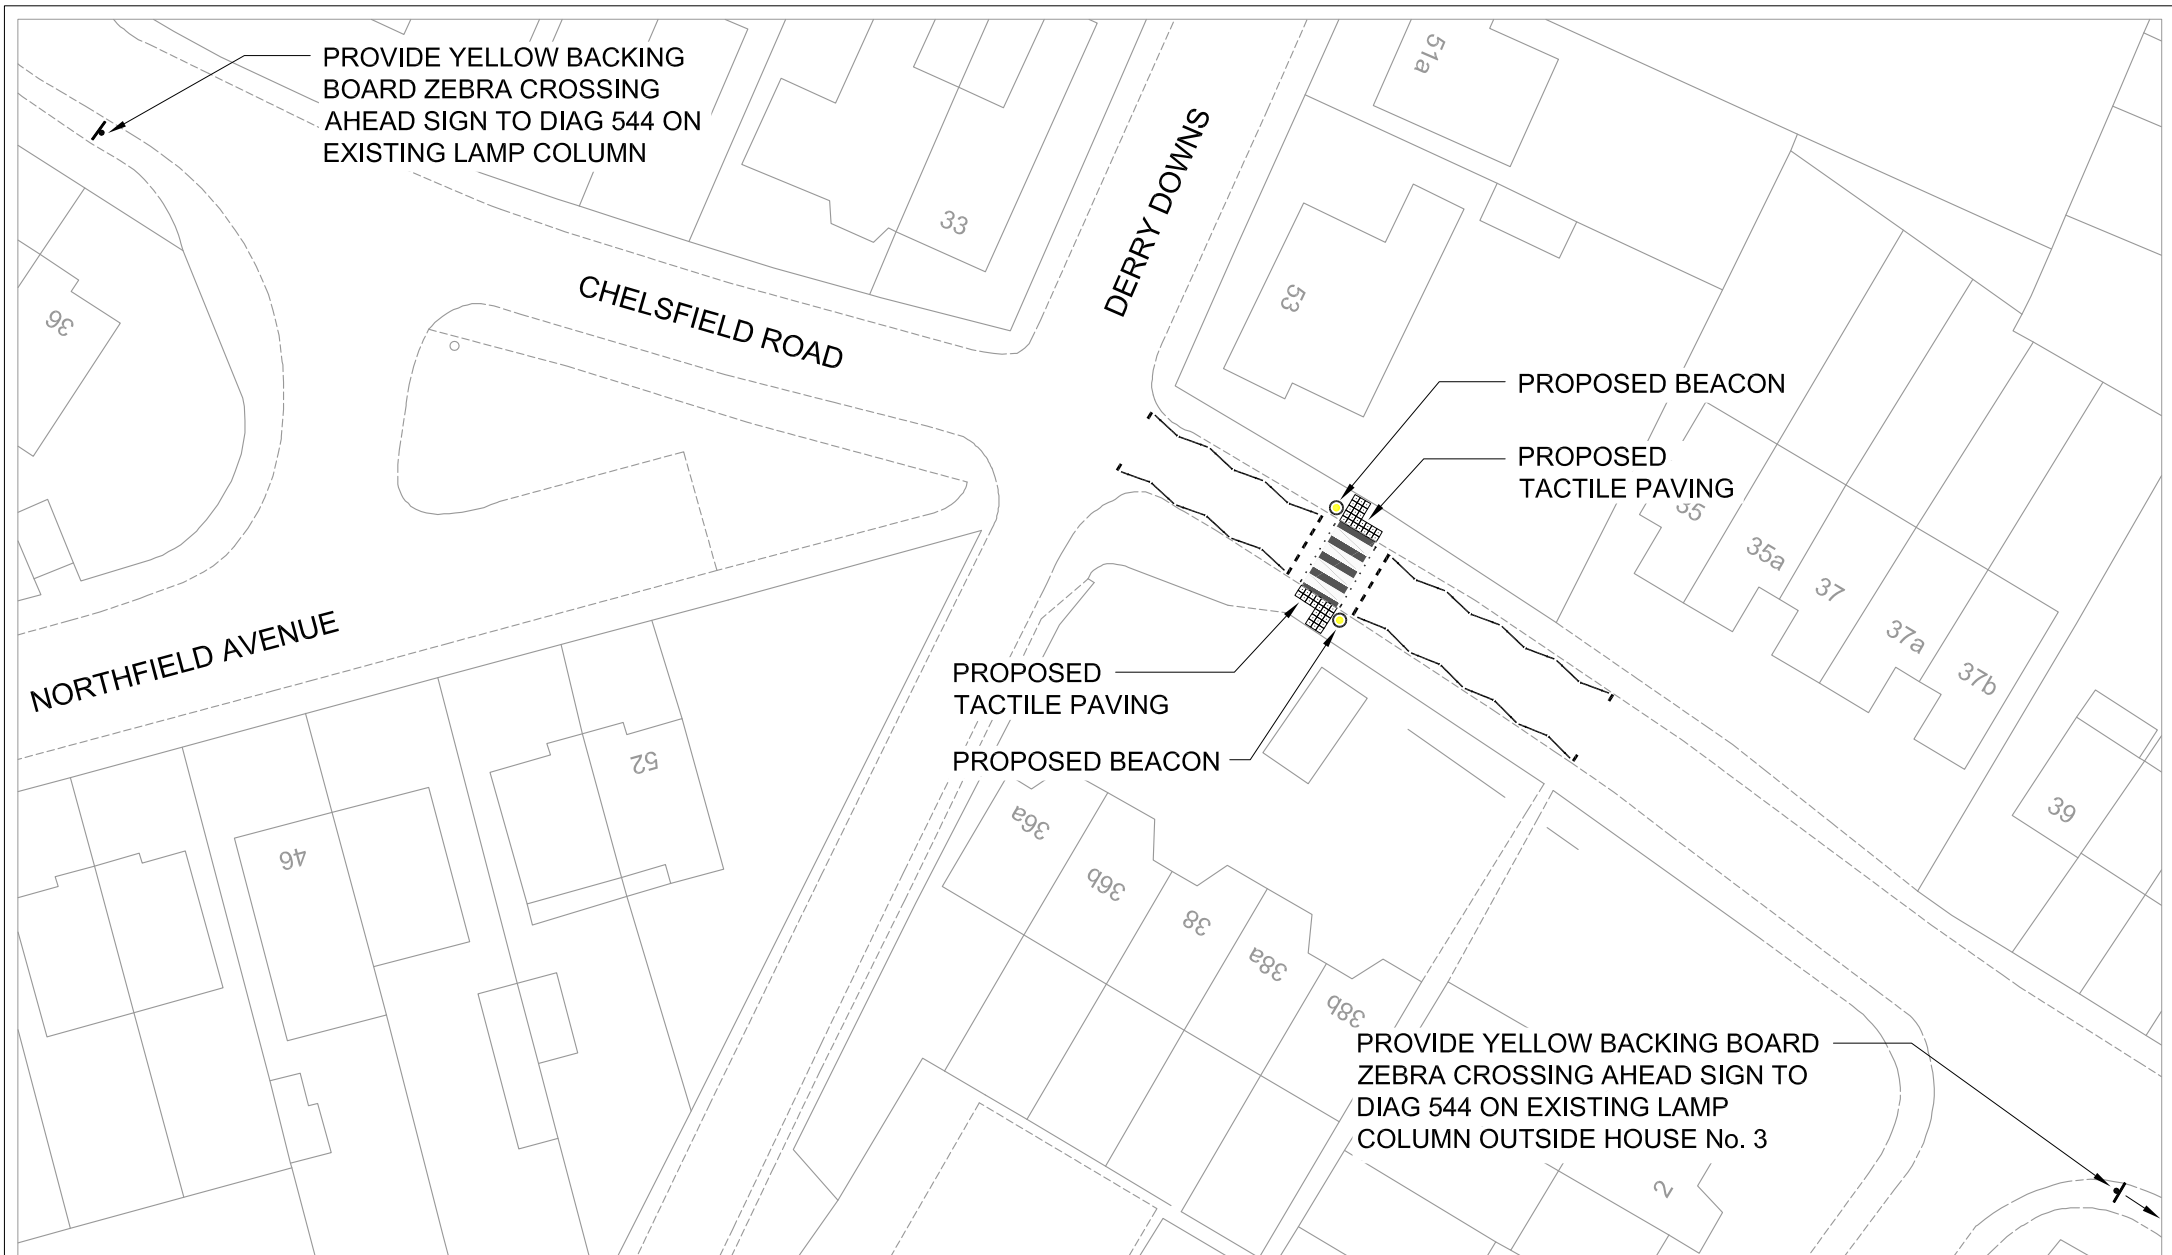 PROVIDE YELLOW BACKING
BOARD ZEBRA CROSSING
AHEAD SIGN TO DIAG 544 ON
EXISTING LAMP COLUMN
51a
DERRY DOWNS
33
53
36
CHELSFIELD ROAD
PROPOSED BEACON
PROPOSED
TACTILE PAVING
35
35a
37
37a
37b
39
NORTHFIELD AVENUE
PROPOSED
TACTILE PAVING
PROPOSED BEACON
52
46
36a
36b
38
38a
38b
PROVIDE YELLOW BACKING BOARD
ZEBRA CROSSING AHEAD SIGN TO
DIAG 544 ON EXISTING LAMP
COLUMN OUTSIDE HOUSE No. 3
2